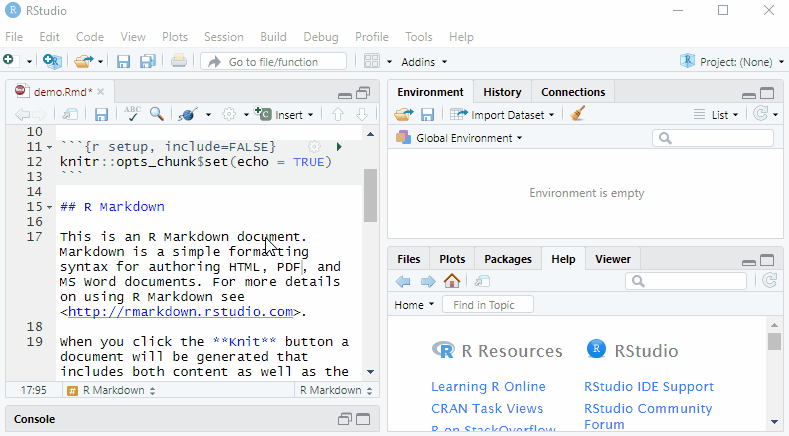 RStudio
File Edit Code View Plots Session Build Debug Profile Tools Help
Go to file/function Addins Project: (None)
demo.Rmd*
ABC Insert
10
11 ```{r setup, include=FALSE}
12 knitr::opts_chunk$set(echo = TRUE)
13 ```
14
15 ## R Markdown
16
17 This is an R Markdown document.
Markdown is a simple formatting
syntax for authoring HTML, PDF, and
MS Word documents. For more details
on using R Markdown see
<http://rmarkdown.rstudio.com>.
18
19 When you click the **Knit** button a
document will be generated that
includes both content as well as the
17:95 # R Markdown R Markdown
Console
Environment History Connections
Import Dataset List
Global Environment
Environment is empty
Files Plots Packages Help Viewer
Home Find in Topic
R Resources
Learning R Online
CRAN Task Views
R on StackOverflow
RStudio
RStudio IDE Support
RStudio Community
Forum